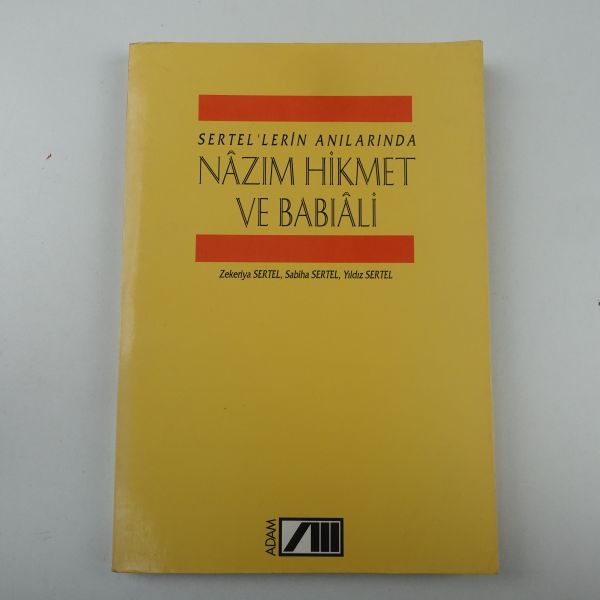 SERTEL'LERİN ANILARINDA
NÂZIM HİKMET
VE BABIÂLİ
Zekeriya SERTEL, Sabiha SERTEL, Yıldız SERTEL
ADAM